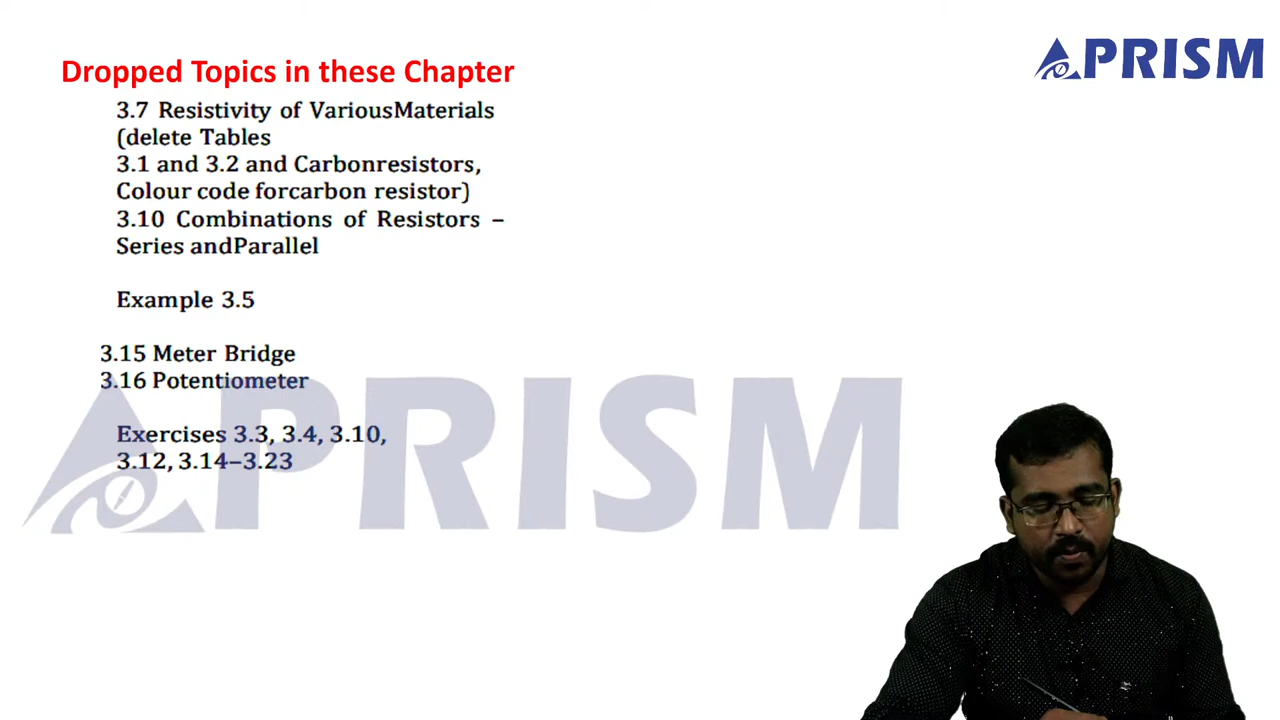 PRISM
Dropped Topics in these Chapter
3.7 Resistivity of VariousMaterials
(delete Tables
3.1 and 3.2 and Carbonresistors,
Colour code forcarbon resistor)
3.10 Combinations of Resistors –
Series andParallel
Example 3.5
3.15 Meter Bridge
3.16 Potentiometer
Exercises 3.3, 3.4, 3.10,
3.12, 3.14–3.23
PRISM